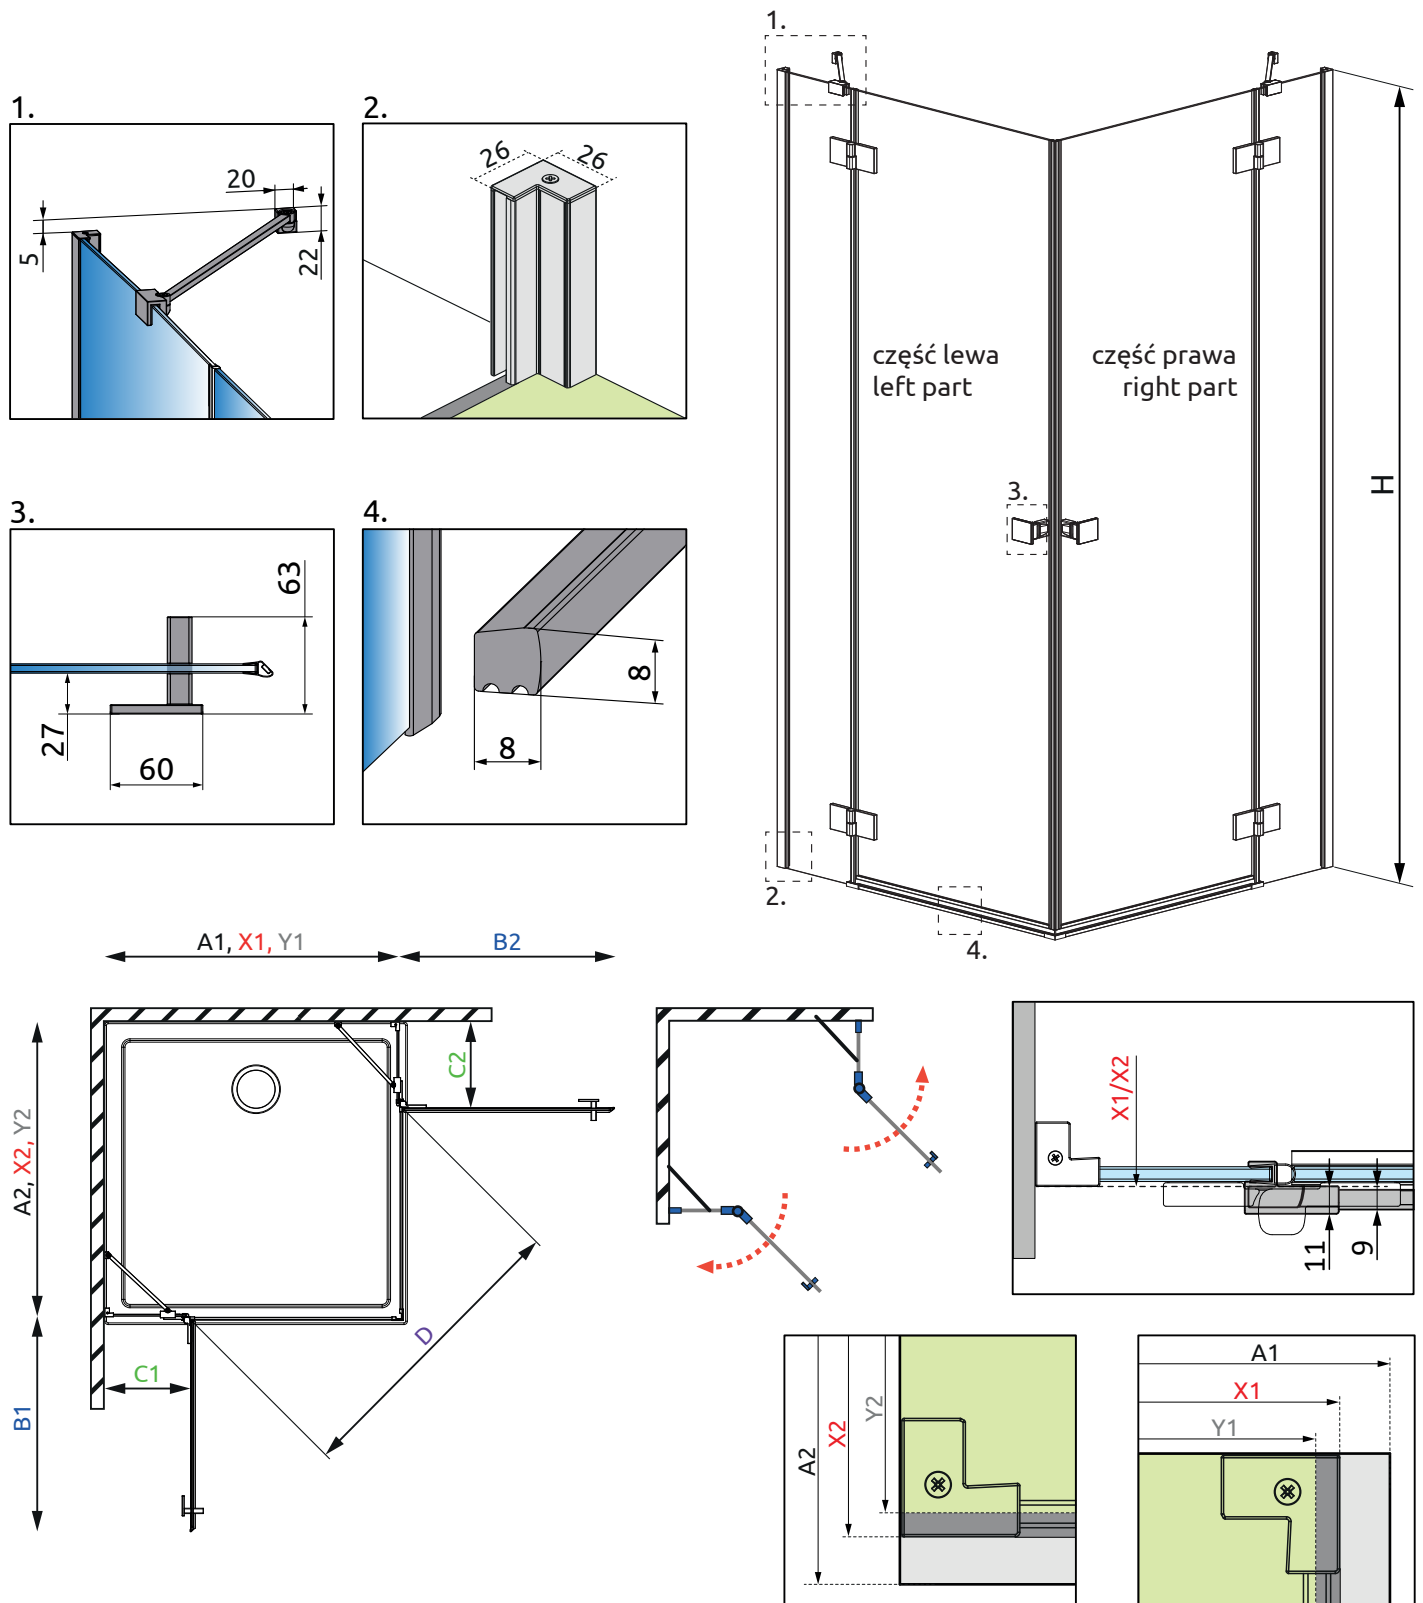 1.
20
5
22
2.
26
26
3.
63
27
60
4.
8
8
1.
część lewa
left part
część prawa
right part
3.
H
2.
4.
A1, X1, Y1
B2
A2, X2, Y2
C2
C1
B1
D
X1/X2
11
9
Y2
X2
A2
A1
X1
Y1